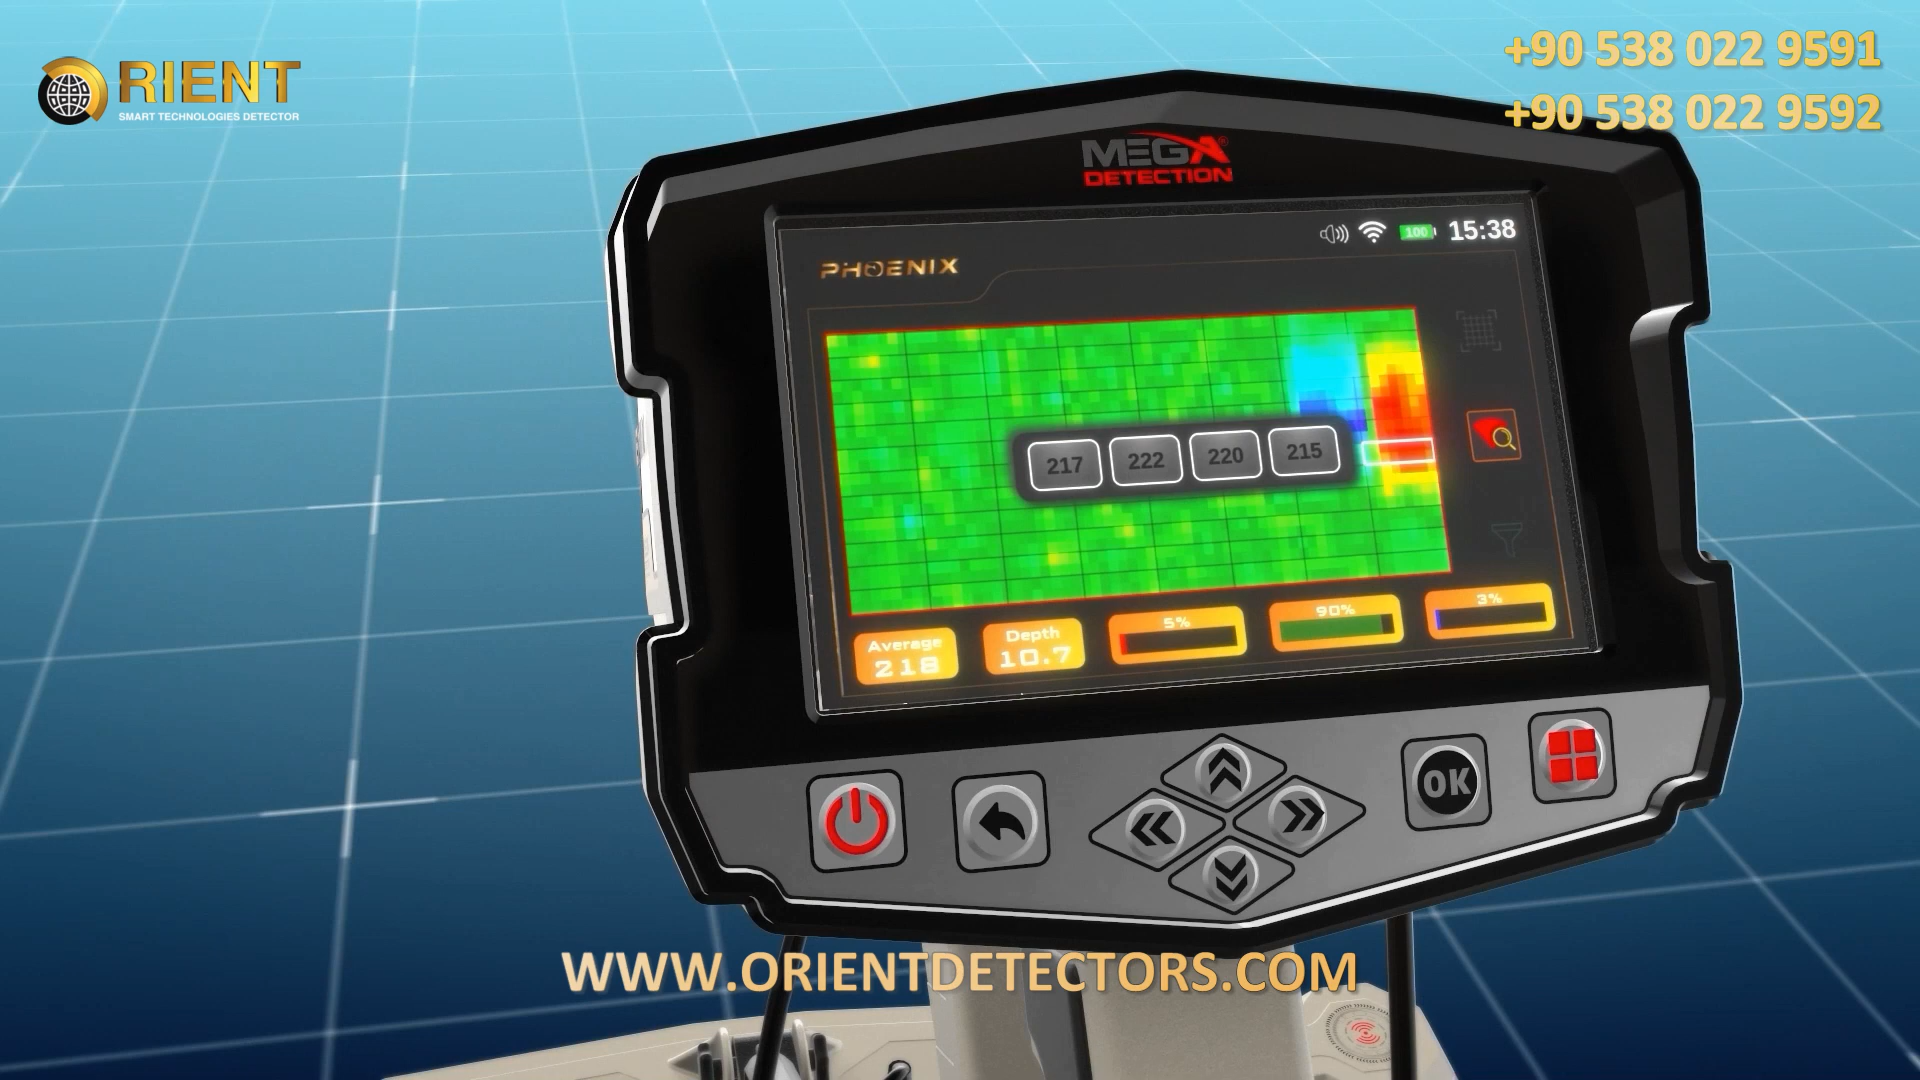 ORIENT
SMART TECHNOLOGIES DETECTOR
+90 538 022 9591
+90 538 022 9592
MEGA®
DETECTION
100 15:38
PHOENIX
217 222 220 215
Average
218
Depth
10.7
5%
90%
3%
OK
WWW.ORIENTDETECTORS.COM